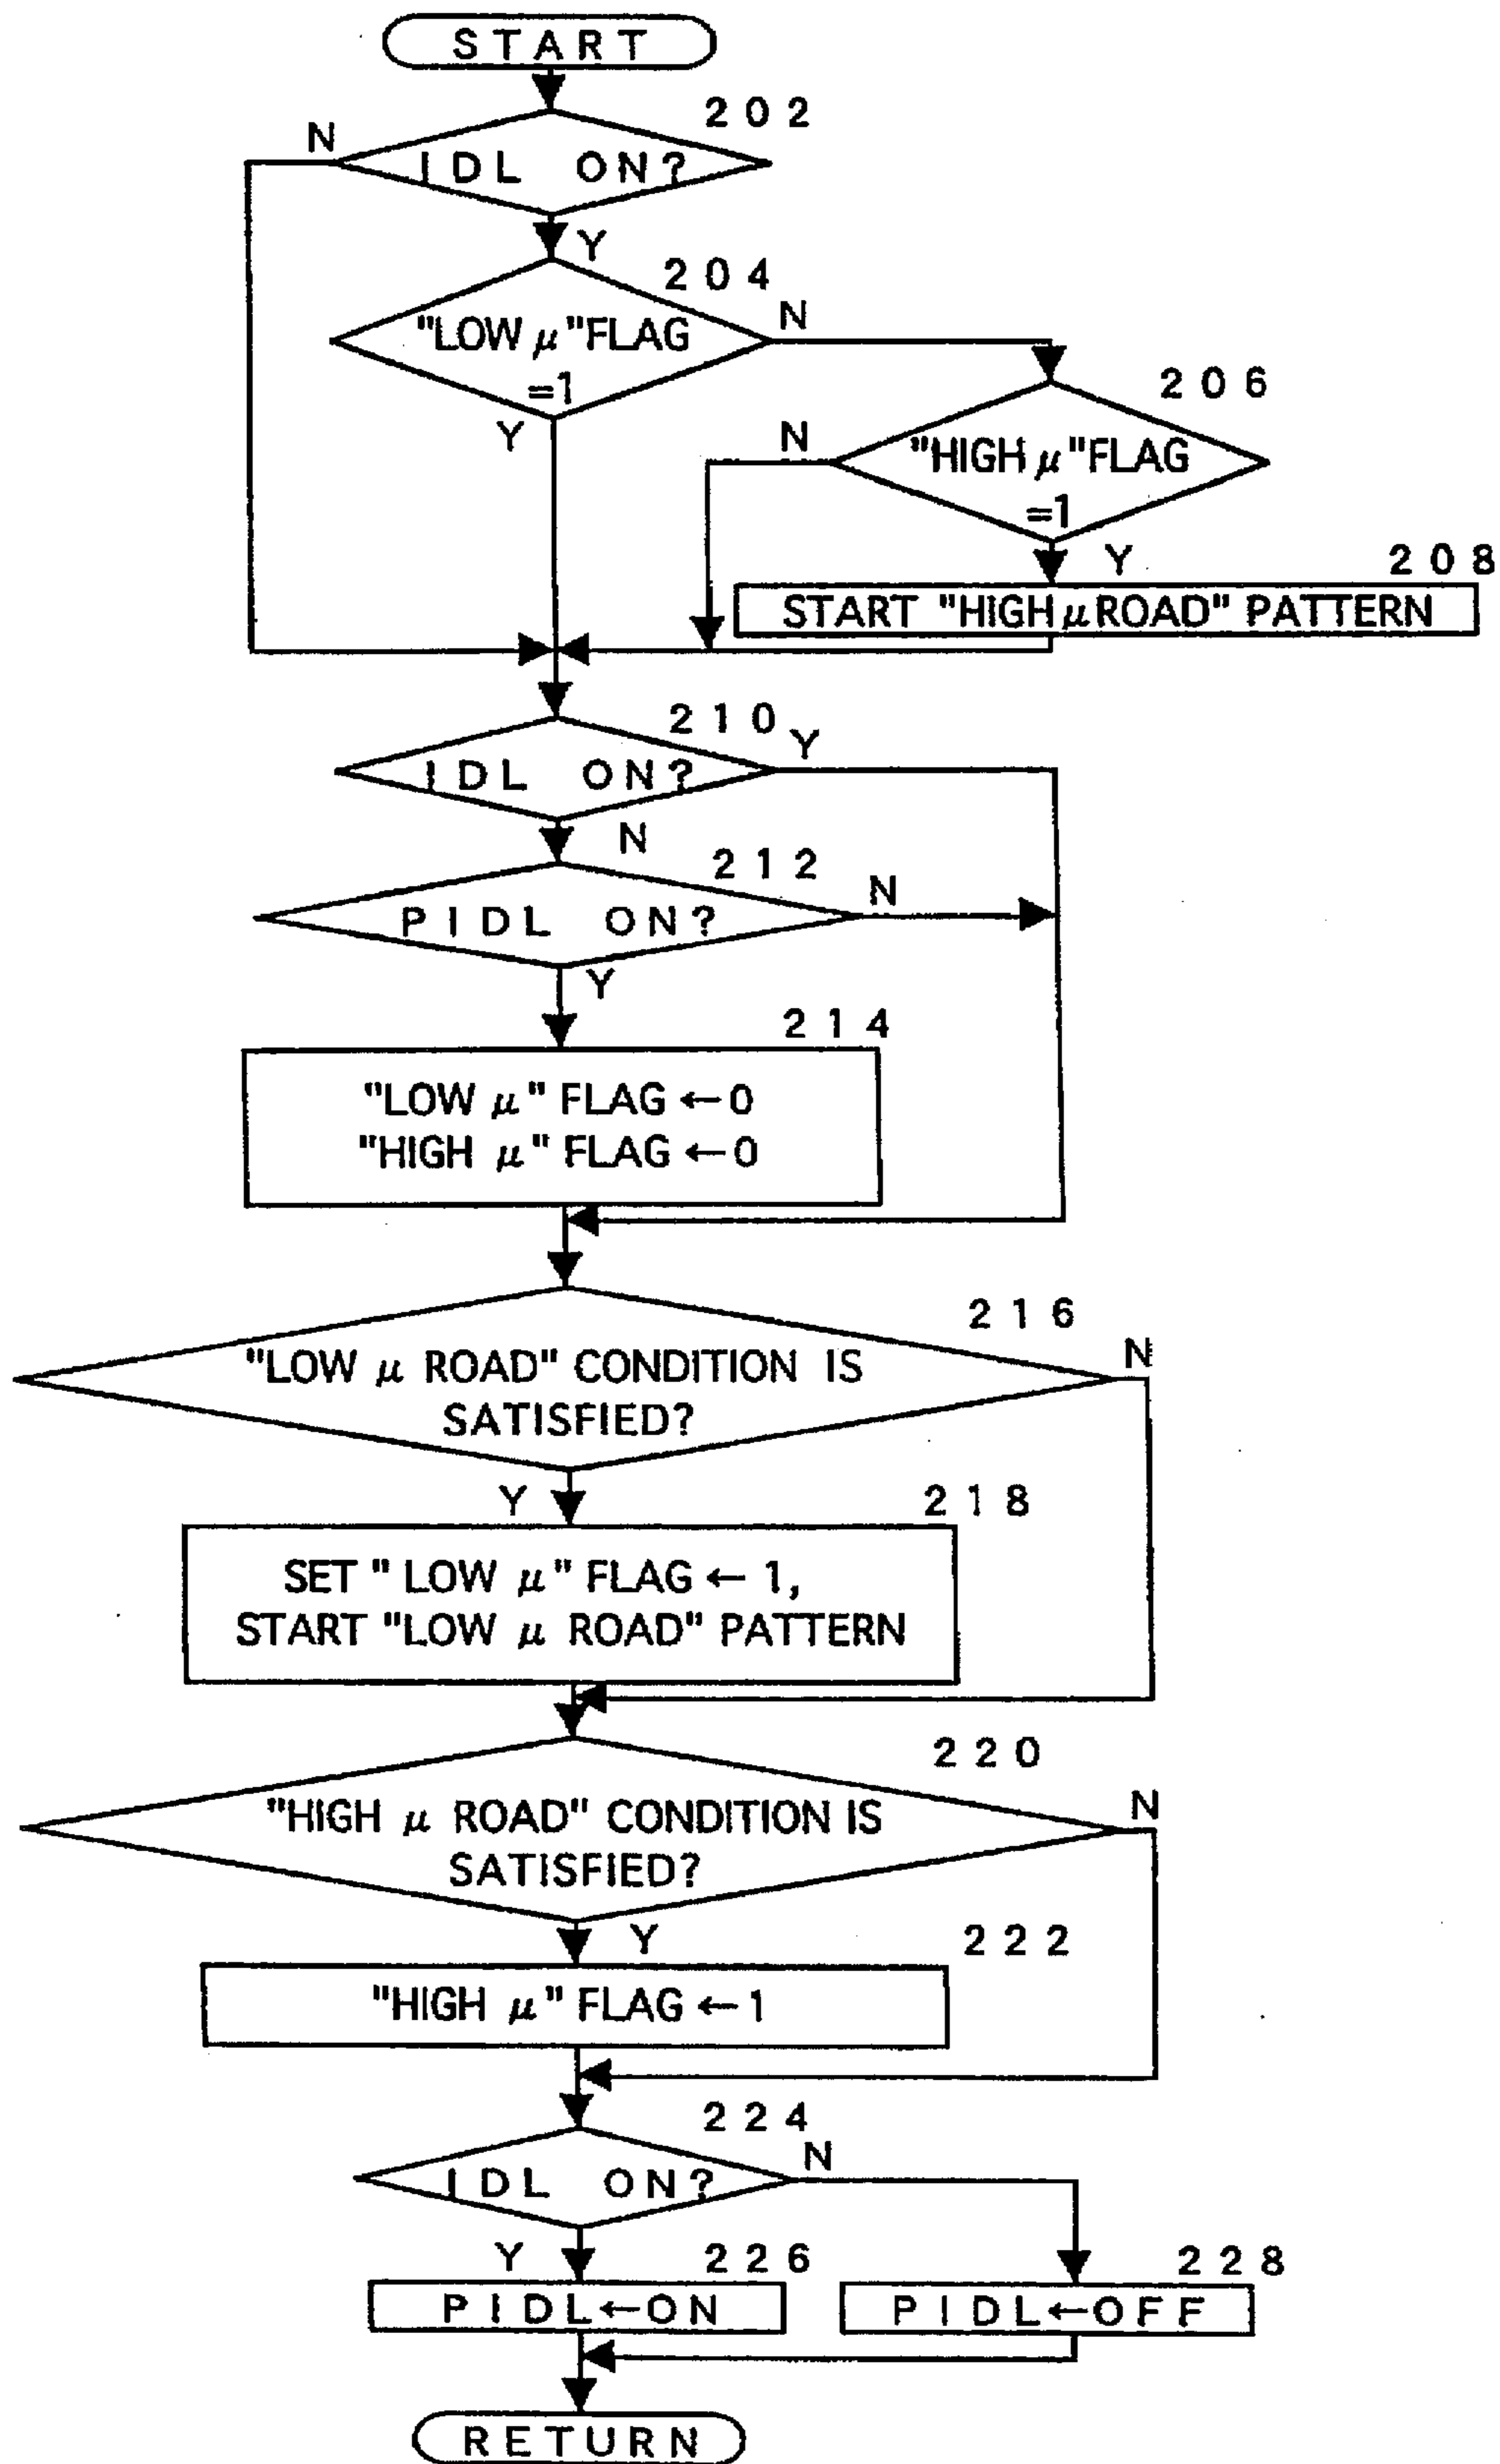 START
202
N
IDL ON?
Y
204
"LOW μ"FLAG
=1
N
Y
206
N
"HIGH μ"FLAG
=1
Y
208
START "HIGH μ ROAD" PATTERN
210
IDL ON?
Y
N
212
PIDL ON?
N
Y
214
"LOW μ" FLAG ←0
"HIGH μ" FLAG ←0
216
"LOW μ ROAD" CONDITION IS
SATISFIED?
N
Y
218
SET " LOW μ" FLAG ← 1,
START "LOW μ ROAD" PATTERN
220
"HIGH μ ROAD" CONDITION IS
SATISFIED?
N
Y
222
"HIGH μ" FLAG ←1
224
IDL ON?
N
Y
226
PIDL←ON
228
PIDL←OFF
RETURN